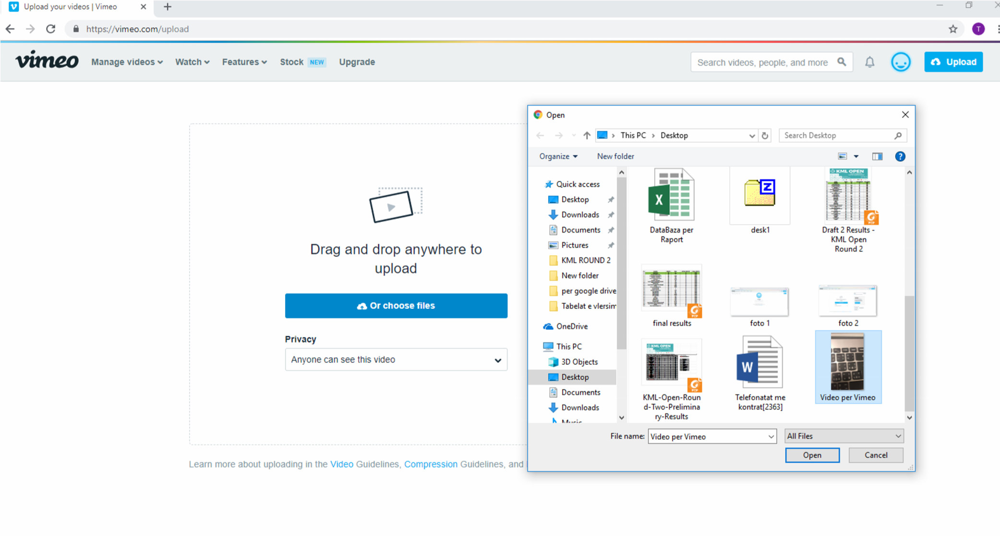 Upload your videos | Vimeo
https://vimeo.com/upload
vimeo
Manage videos
Watch
Features
Stock NEW
Upgrade
Search videos, people, and more
Upload
T
Drag and drop anywhere to
upload
Or choose files
Privacy
Anyone can see this video
Learn more about uploading in the Video Guidelines, Compression Guidelines, and
Open
This PC > Desktop
Search Desktop
Organize
New folder
Quick access
Desktop
Downloads
Documents
Pictures
KML ROUND 2
New folder
per google drive
Tabelat e vlersim
OneDrive
This PC
3D Objects
Desktop
Documents
Downloads
Music
X
DataBaza per
Raport
Z
desk1
KML OPEN
PDF
Draft 2 Results -
KML Open
Round 2
PDF
final results
foto 1
foto 2
KML OPEN
PDF
KML-Open-Roun
d-Two-Prelimina
ry-Results
W
Telefonatat me
kontrat[2363]
Video per Vimeo
File name: Video per Vimeo
All Files
Open
Cancel